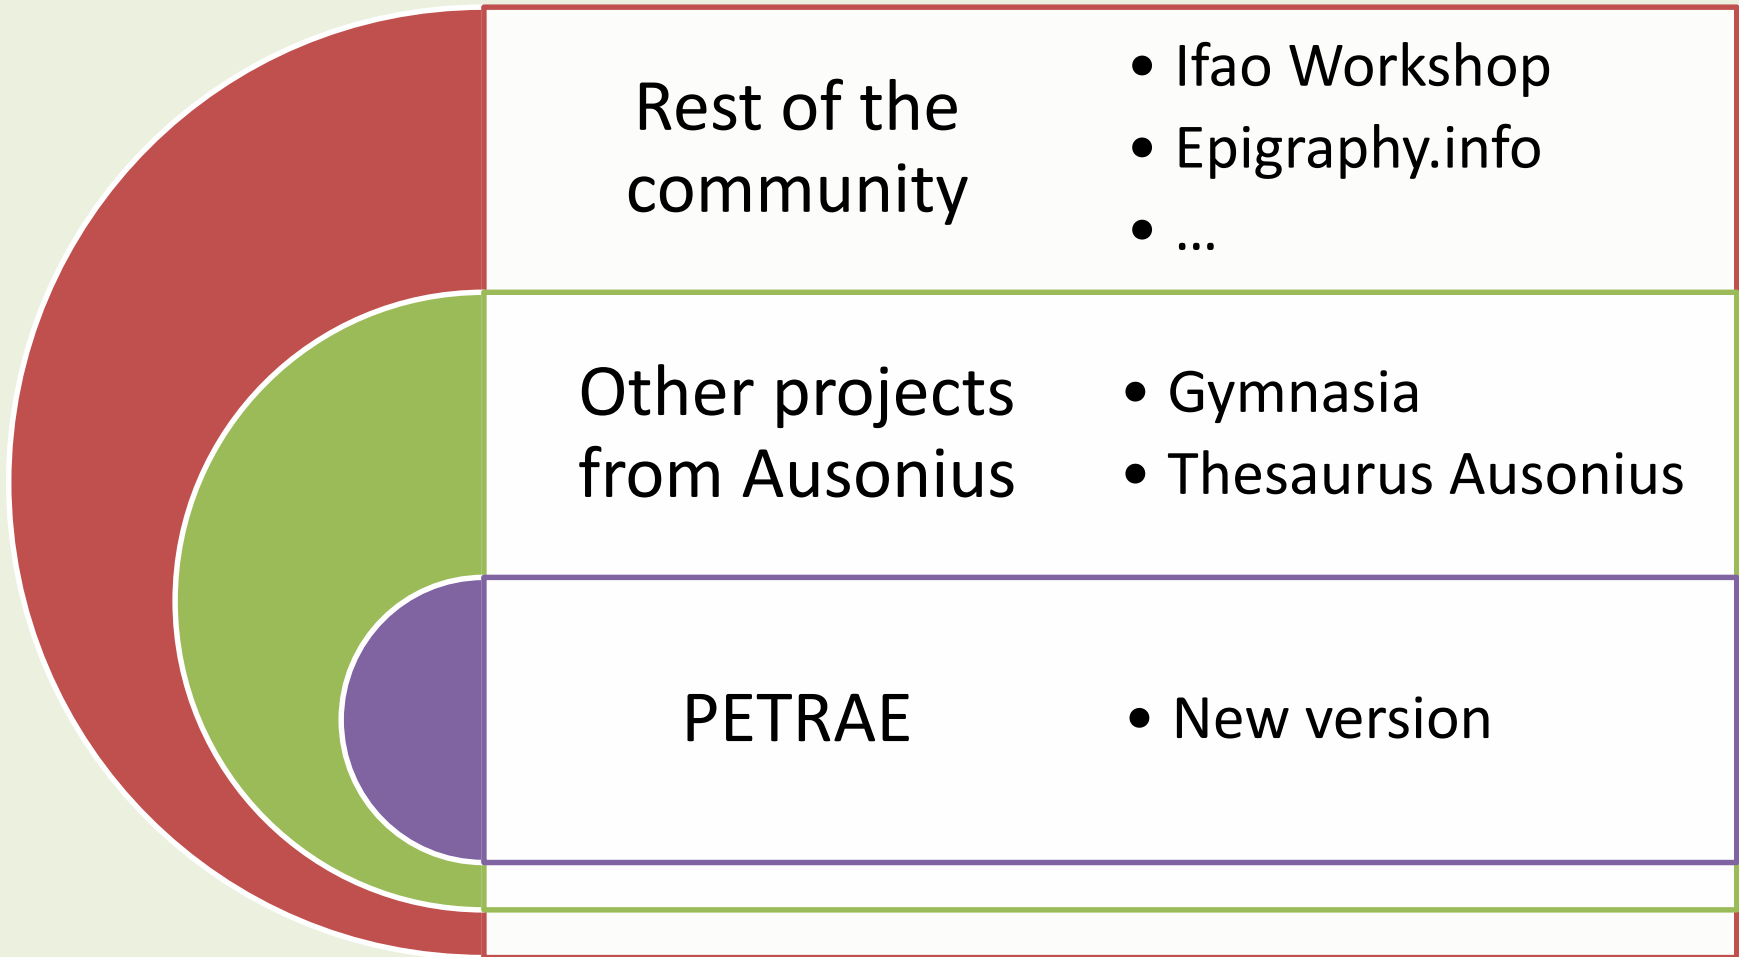 Rest of the
community
• Ifao Workshop
• Epigraphy.info
• …
Other projects
from Ausonius
• Gymnasia
• Thesaurus Ausonius
PETRAE
• New version